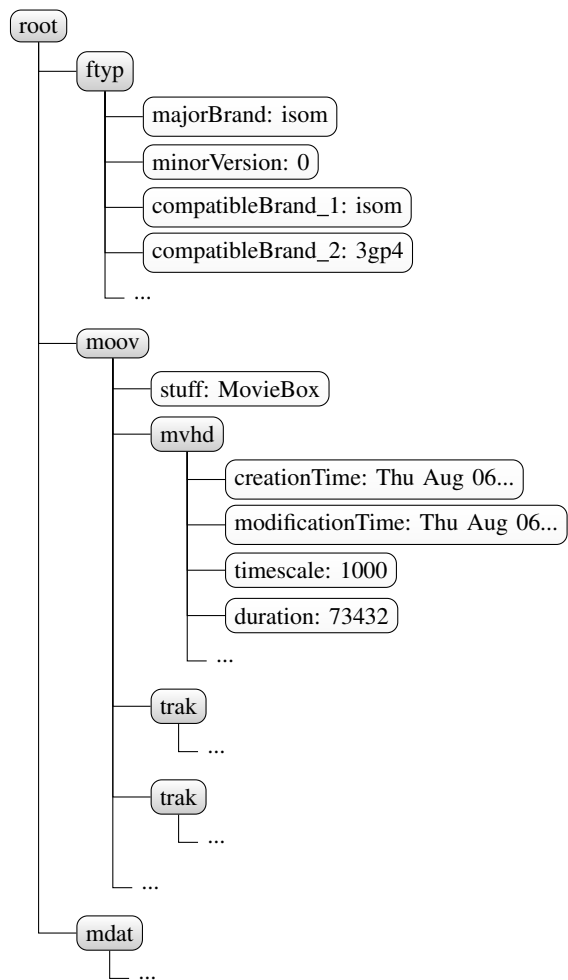 root
ftyp
majorBrand: isom
minorVersion: 0
compatibleBrand_1: isom
compatibleBrand_2: 3gp4
...
moov
stuff: MovieBox
mvhd
creationTime: Thu Aug 06...
modificationTime: Thu Aug 06...
timescale: 1000
duration: 73432
...
trak
...
trak
...
...
mdat
...